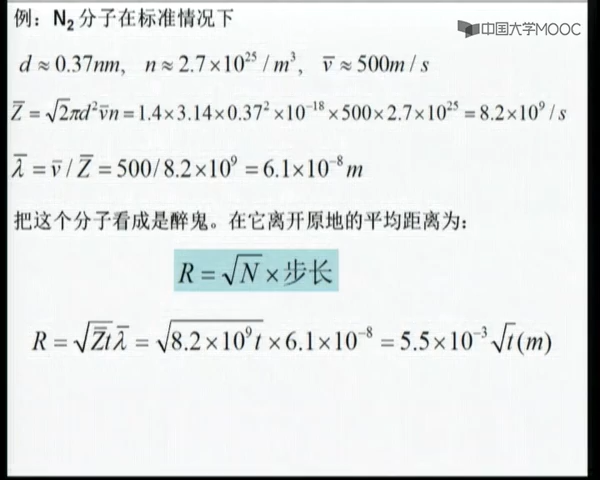 例：N₂分子在标准情况下
中国大学MOOC
d ≈ 0.37nm, n ≈ 2.7×10²⁵ / m³, v̅ ≈ 500m / s
Z̅ = √2πd²v̅n = 1.4×3.14×0.37²×10⁻¹⁸×500×2.7×10²⁵ = 8.2×10⁹ / s
λ̅ = v̅ / Z̅ = 500 / 8.2×10⁹ = 6.1×10⁻⁸ m
把这个分子看成是醉鬼。在它离开原地的平均距离为：
R = √N × 步长
R = √(Z̅t) λ̅ = √(8.2×10⁹t) × 6.1×10⁻⁸ = 5.5×10⁻³ √t (m)